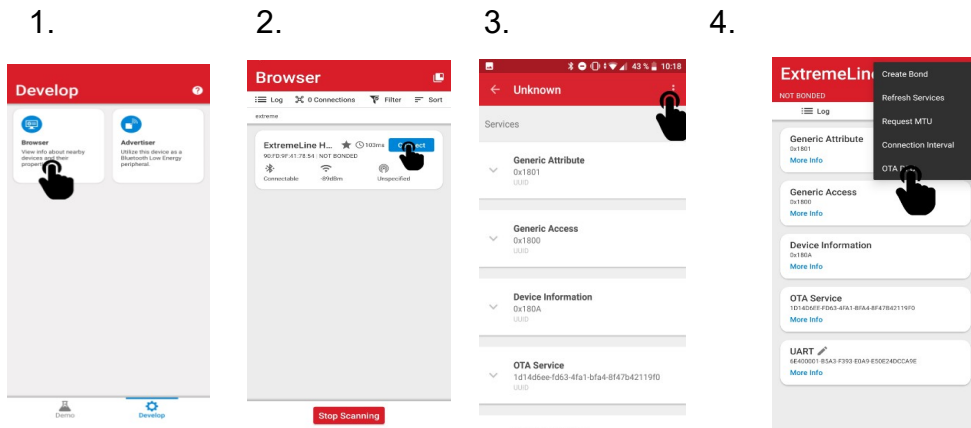 1.
2.
3.
4.
Develop
?
Browser
View info about nearby
devices and their
Advertiser
Utilize this device as a
Bluetooth Low Energy
peripheral.
Demo
Develop
Browser
Log
0 Connections
Filter
Sort
extreme
ExtremeLine H...
103ms
90:FD:9F:41:78:54 | NOT BONDED
Connectable
-89dBm
Unspecified
Stop Scanning
43 % 10:18
Unknown
Services
Generic Attribute
0x1801
UUID
Generic Access
0x1800
UUID
Device Information
0x180A
UUID
OTA Service
1d14d6ee-fd63-4fa1-bfa4-8f47b42119f0
UUID
ExtremeLin
NOT BONDED
Log
Create Bond
Refresh Services
Request MTU
Connection Interval
OTA
Generic Attribute
0x1801
More Info
Generic Access
0x1800
More Info
Device Information
0x180A
More Info
OTA Service
1D14D6EE-FD63-4FA1-BFA4-8F47B42119F0
More Info
UART
6E400001-B5A3-F393-E0A9-E50E24DCCA9E
More Info